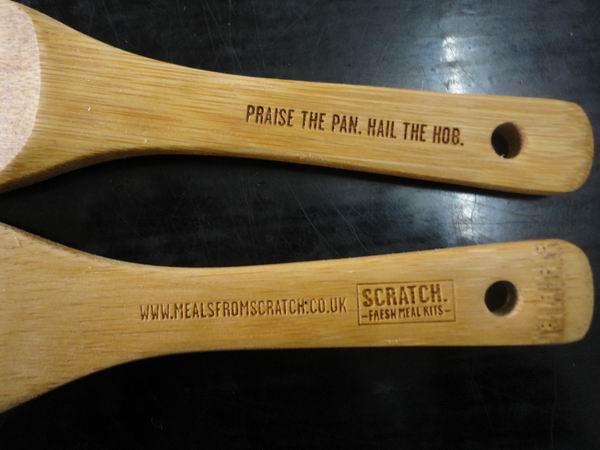 PRAISE THE PAN. HAIL THE HOB.
WWW.MEALSFROMSCRATCH.CO.UK
SCRATCH.
FRESH MEAL KITS